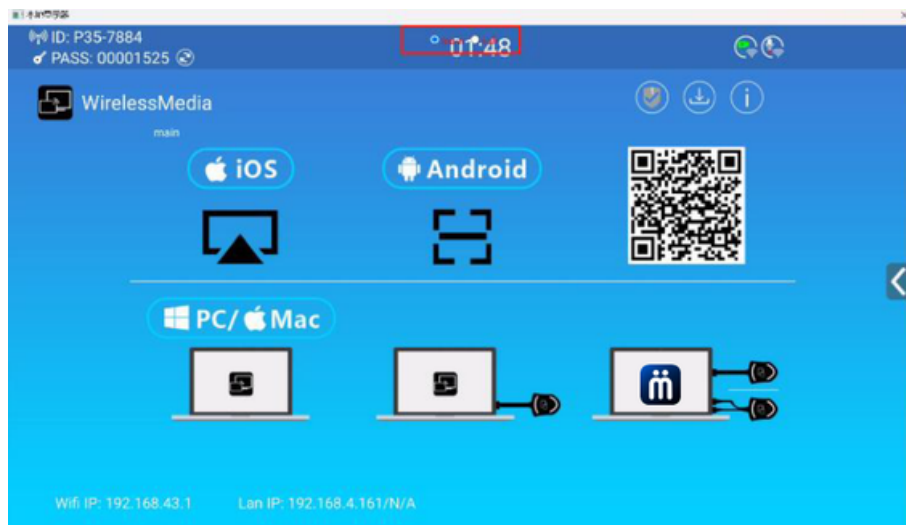 ID: P35-7884
01:48
PASS: 00001525
WirelessMedia
main
iOS
Android
PC/ Mac
Wifi IP: 192.168.43.1
Lan IP: 192.168.4.161/N/A